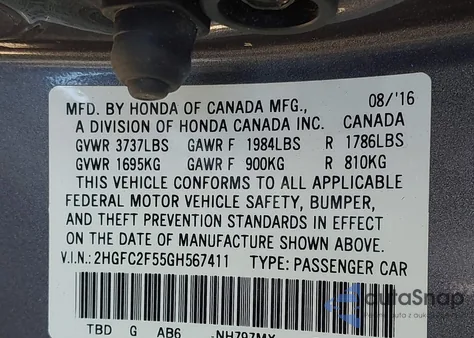 MFD. BY HONDA OF CANADA MFG., 08/'16
A DIVISION OF HONDA CANADA INC. CANADA
GVWR 3737LBS GAWR F 1984LBS R 1786LBS
GVWR 1695KG GAWR F 900KG R 810KG
THIS VEHICLE CONFORMS TO ALL APPLICABLE
FEDERAL MOTOR VEHICLE SAFETY, BUMPER,
AND THEFT PREVENTION STANDARDS IN EFFECT
ON THE DATE OF MANUFACTURE SHOWN ABOVE.
V.I.N.: 2HGFC2F55GH567411 TYPE: PASSENGER CAR
autoSnap
TBD G AB6 NH797MX